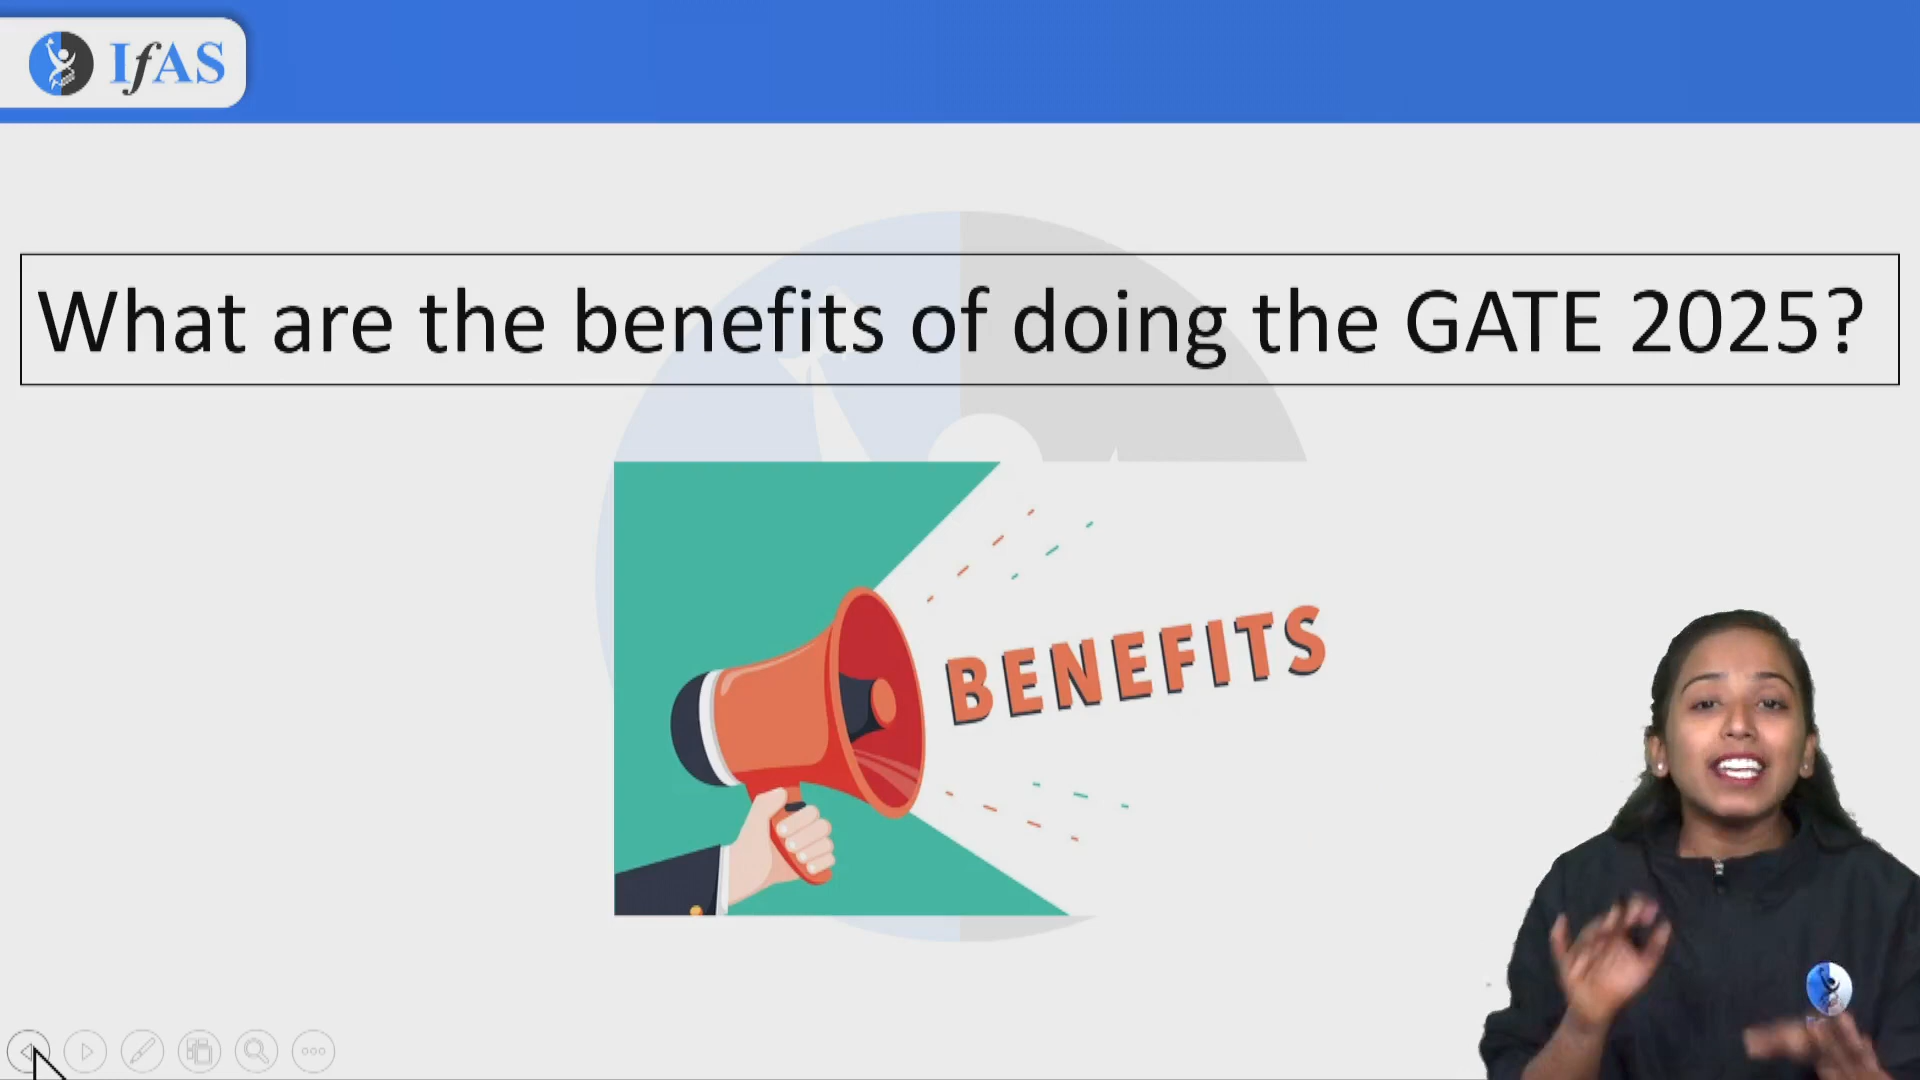 IfAS
What are the benefits of doing the GATE 2025?
BENEFITS